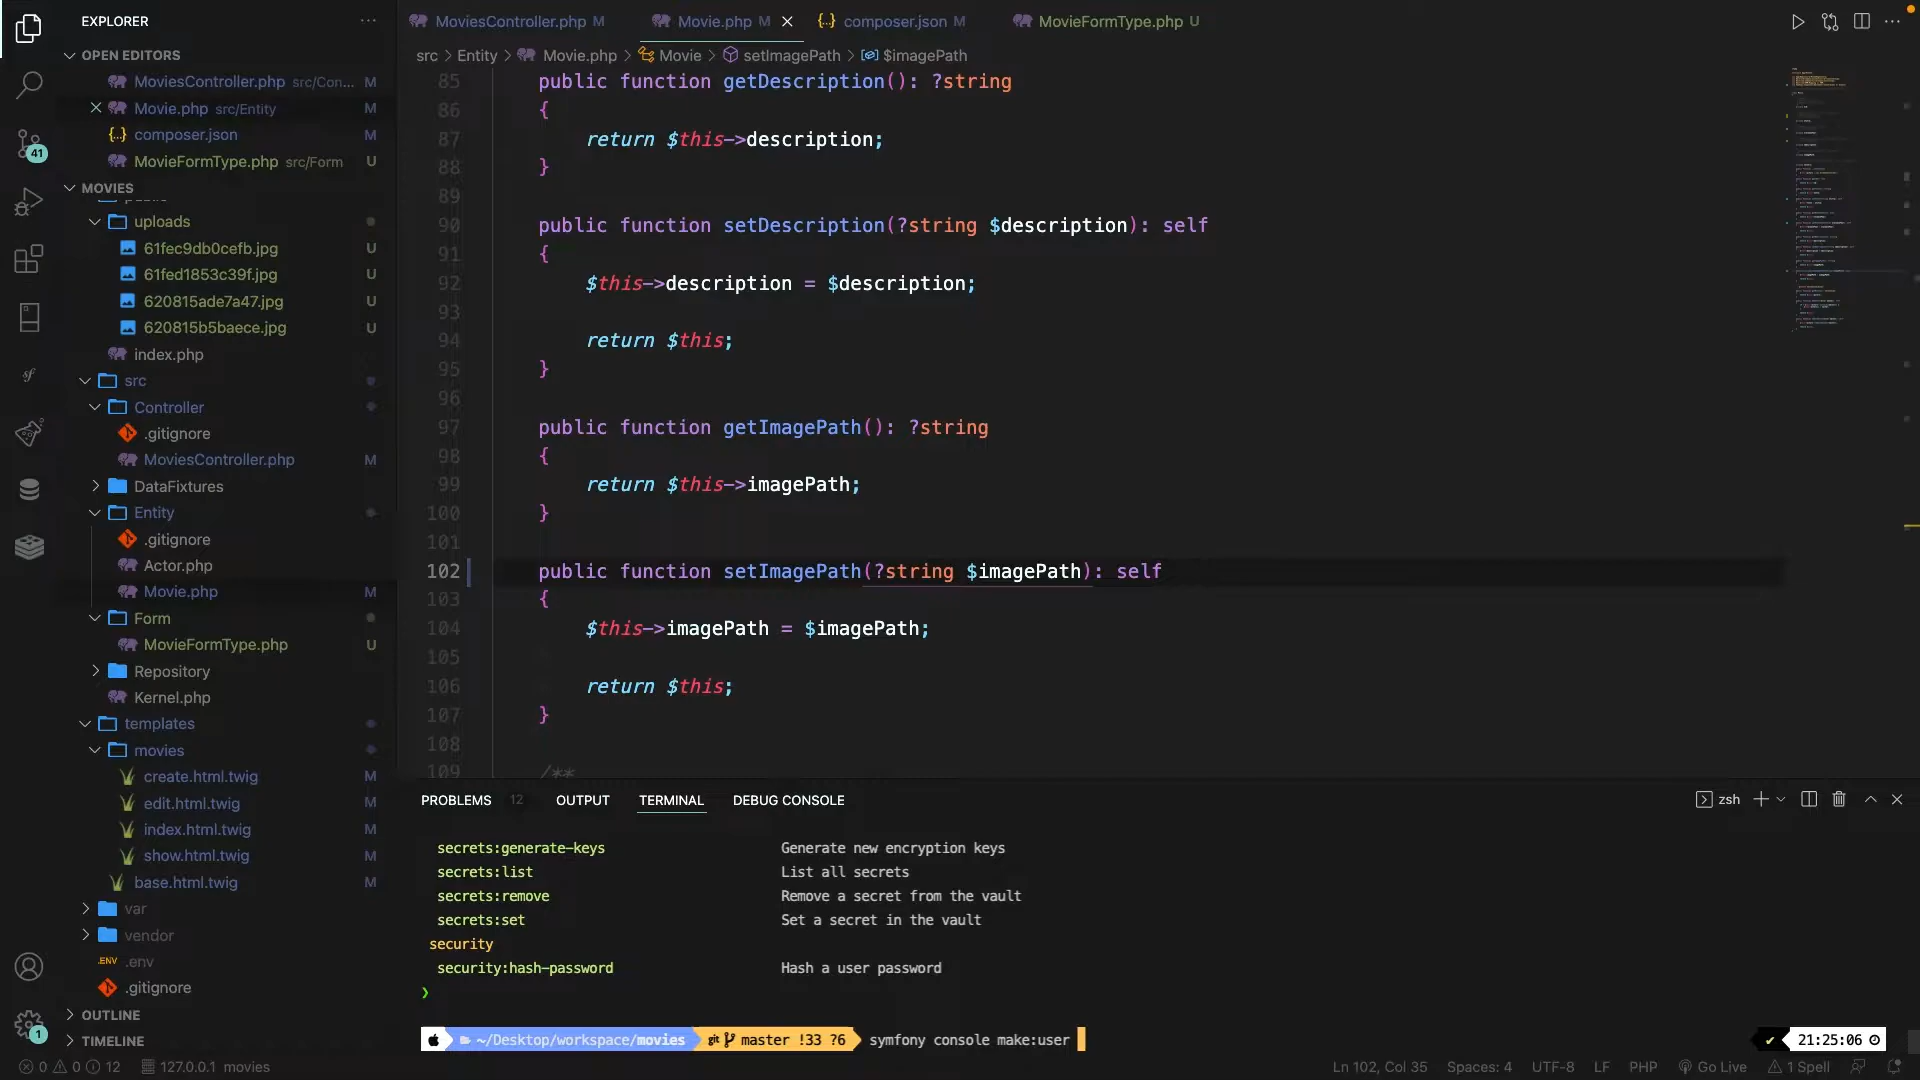 EXPLORER
OPEN EDITORS
MoviesController.php src/Con... M
Movie.php src/Entity M
{..} composer.json M
MovieFormType.php src/Form U
MOVIES
uploads
61fec9db0cefb.jpg U
61fed1853c39f.jpg U
620815ade7a47.jpg U
620815b5baece.jpg U
index.php
src
Controller
.gitignore
MoviesController.php M
DataFixtures
Entity
.gitignore
Actor.php
Movie.php M
Form
MovieFormType.php U
Repository
Kernel.php
templates
movies
create.html.twig M
edit.html.twig M
index.html.twig M
show.html.twig M
base.html.twig M
var
vendor
.ENV .env
.gitignore
OUTLINE
TIMELINE
41
sf
1
MoviesController.php M Movie.php M {..} composer.json M MovieFormType.php U
src > Entity > Movie.php > Movie > setImagePath > $imagePath
85 public function getDescription(): ?string
86 {
87 return $this->description;
88 }
89
90 public function setDescription(?string $description): self
91 {
92 $this->description = $description;
93
94 return $this;
95 }
96
97 public function getImagePath(): ?string
98 {
99 return $this->imagePath;
100 }
101
102 public function setImagePath(?string $imagePath): self
103 {
104 $this->imagePath = $imagePath;
105
106 return $this;
107 }
108
109 /**
PROBLEMS 12 OUTPUT TERMINAL DEBUG CONSOLE zsh
secrets:generate-keys Generate new encryption keys
secrets:list List all secrets
secrets:remove Remove a secret from the vault
secrets:set Set a secret in the vault
security
security:hash-password Hash a user password
❯
~/Desktop/workspace/movies git master !33 ?6 symfony console make:user ✔ 21:25:06
0 0 12 127.0.0.1 movies Ln 102, Col 35 Spaces: 4 UTF-8 LF PHP Go Live 1 Spell